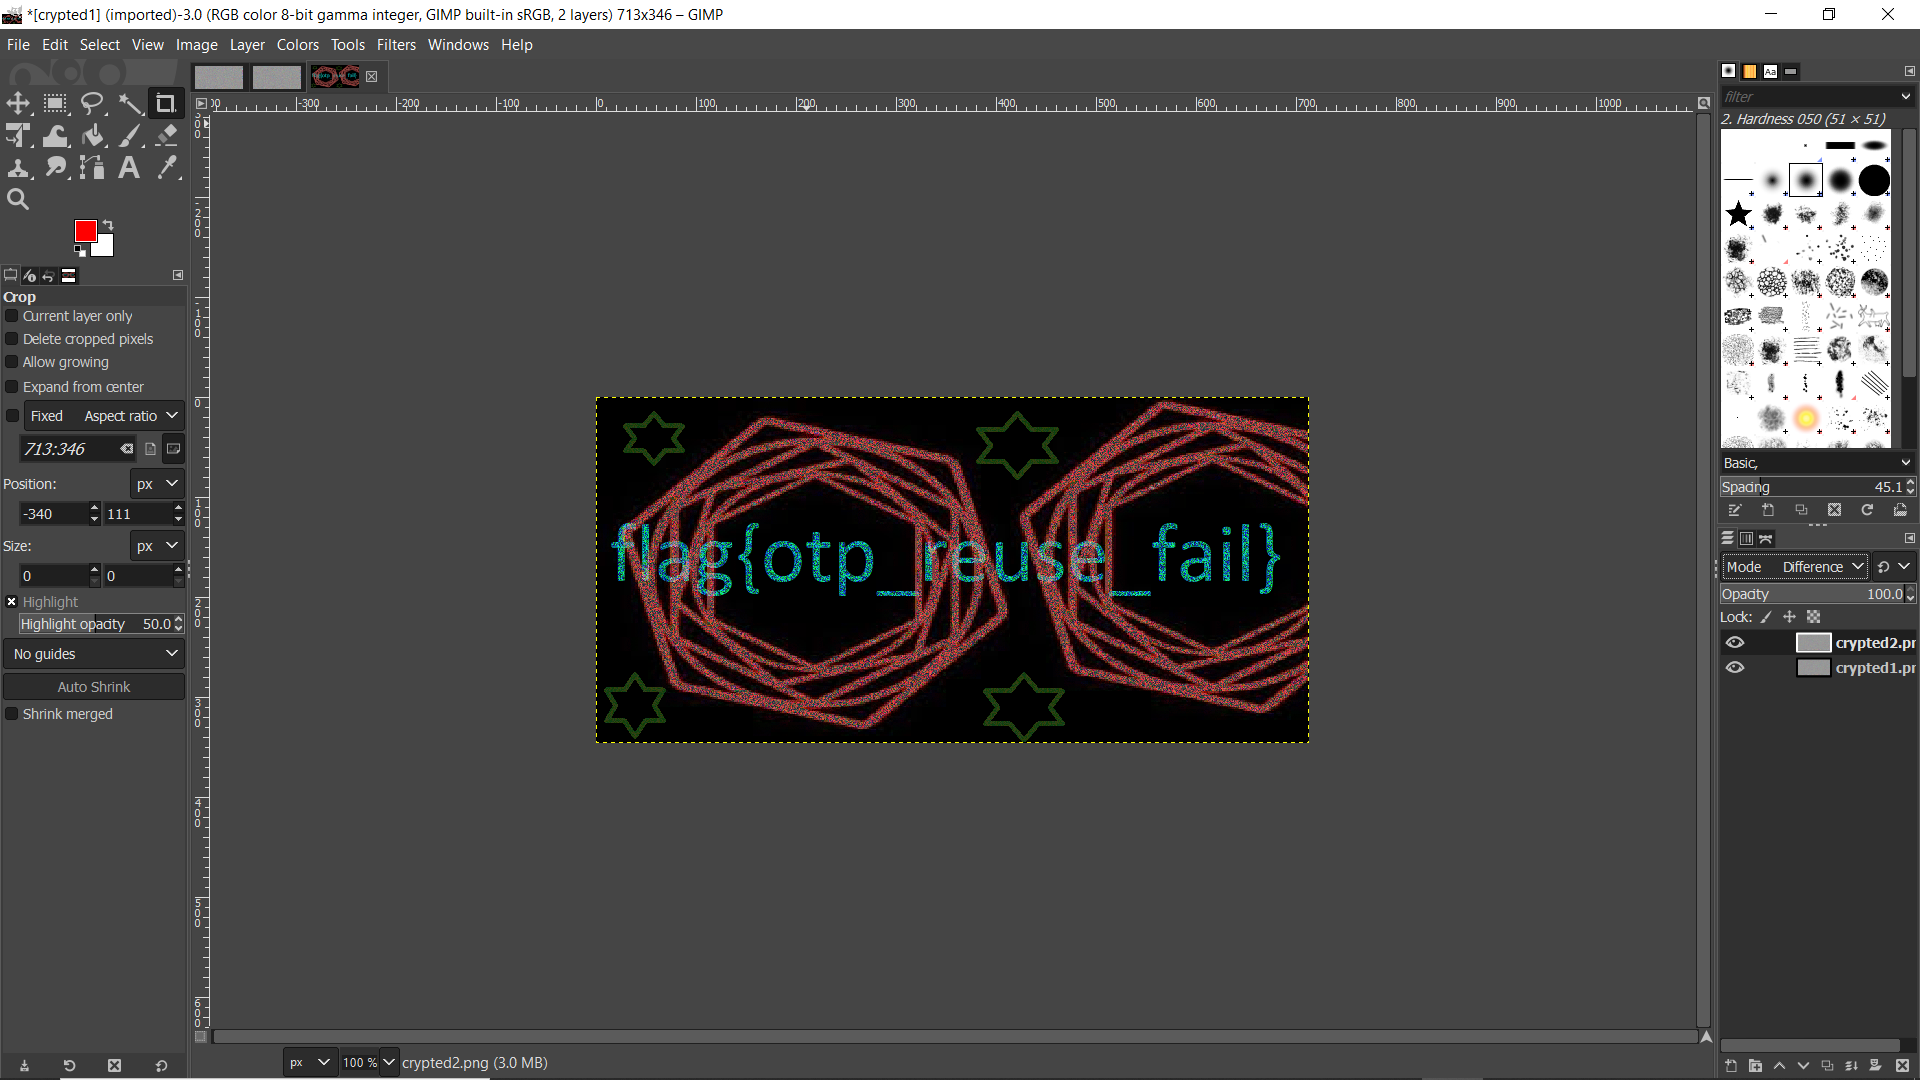 *[crypted1] (imported)-3.0 (RGB color 8-bit gamma integer, GIMP built-in sRGB, 2 layers) 713x346 – GIMP
File Edit Select View Image Layer Colors Tools Filters Windows Help
-300 -200 -100 0 100 200 300 400 500 600 700 800 900 1000
filter
2. Hardness 050 (51 × 51)
Crop
Current layer only
Delete cropped pixels
Allow growing
Expand from center
Fixed Aspect ratio
713:346
Position: px
-340 111
Size: px
0 0
Highlight
Highlight opacity 50.0
No guides
Auto Shrink
Shrink merged
flag{otp_reuse_fail}
Basic,
Spacing 45.1
Mode Difference
Opacity 100.0
Lock:
crypted2.pr
crypted1.pr
px 100 % crypted2.png (3.0 MB)